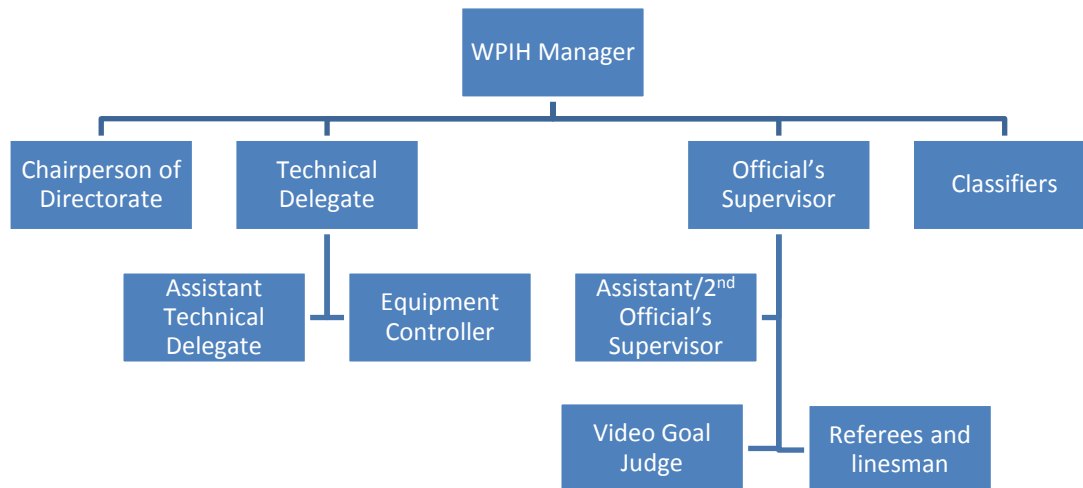 WPIH Manager
Chairperson of
Directorate
Technical
Delegate
Official’s
Supervisor
Classifiers
Assistant
Technical
Delegate
Equipment
Controller
Assistant/2nd
Official’s
Supervisor
Video Goal
Judge
Referees and
linesman